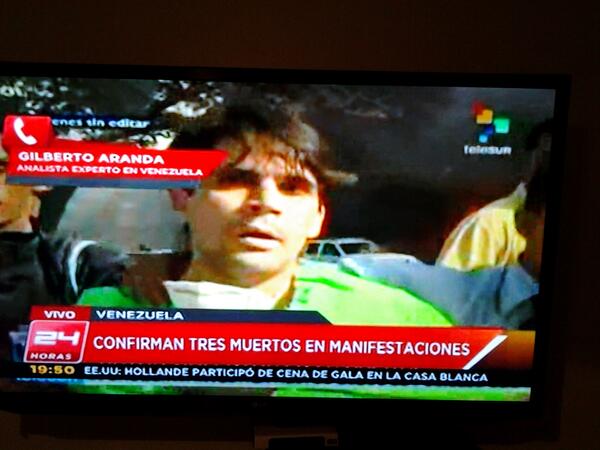 enes sin editar
GILBERTO ARANDA
ANALISTA EXPERTO EN VENEZUELA
teleSUR
VIVO
VENEZUELA
24
HORAS
CONFIRMAN TRES MUERTOS EN MANIFESTACIONES
19:50
EE.UU: HOLLANDE PARTICIPÓ DE CENA DE GALA EN LA CASA BLANCA